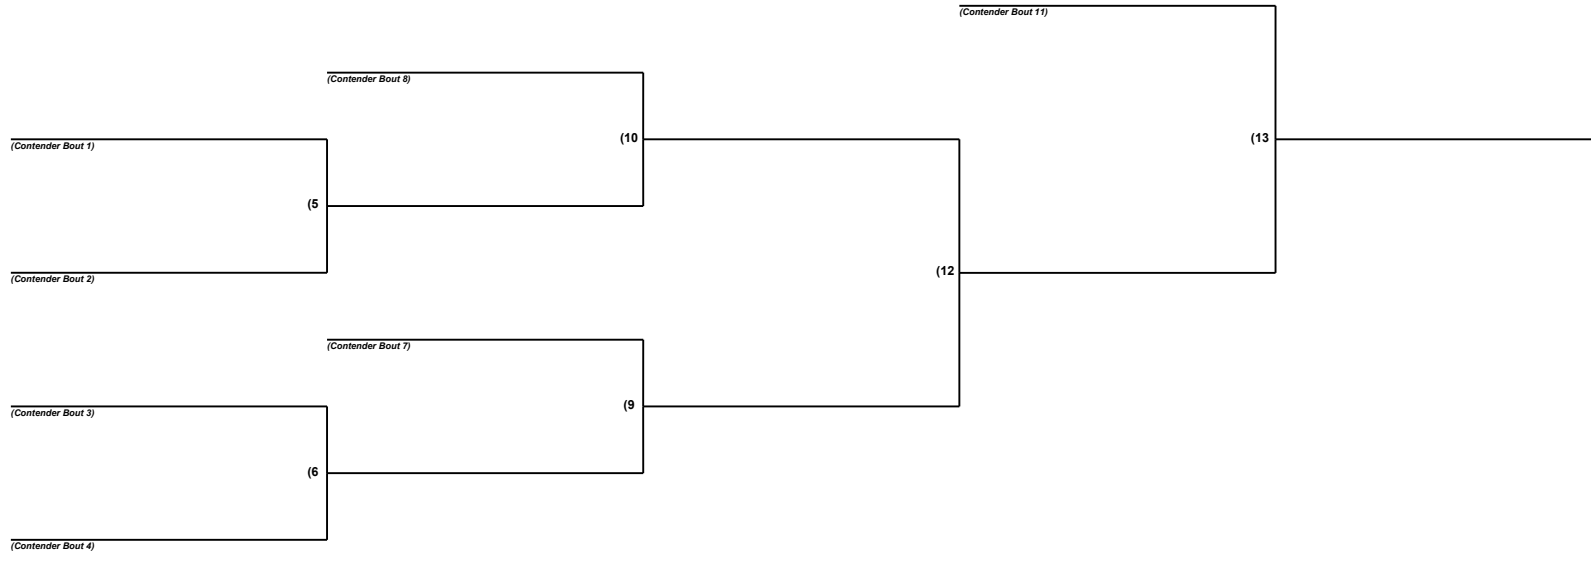 (Contender Bout 11)
(Contender Bout 8)
(10
(13
(Contender Bout 1)
(5
(12
(Contender Bout 2)
(Contender Bout 7)
(9
(Contender Bout 3)
(6
(Contender Bout 4)